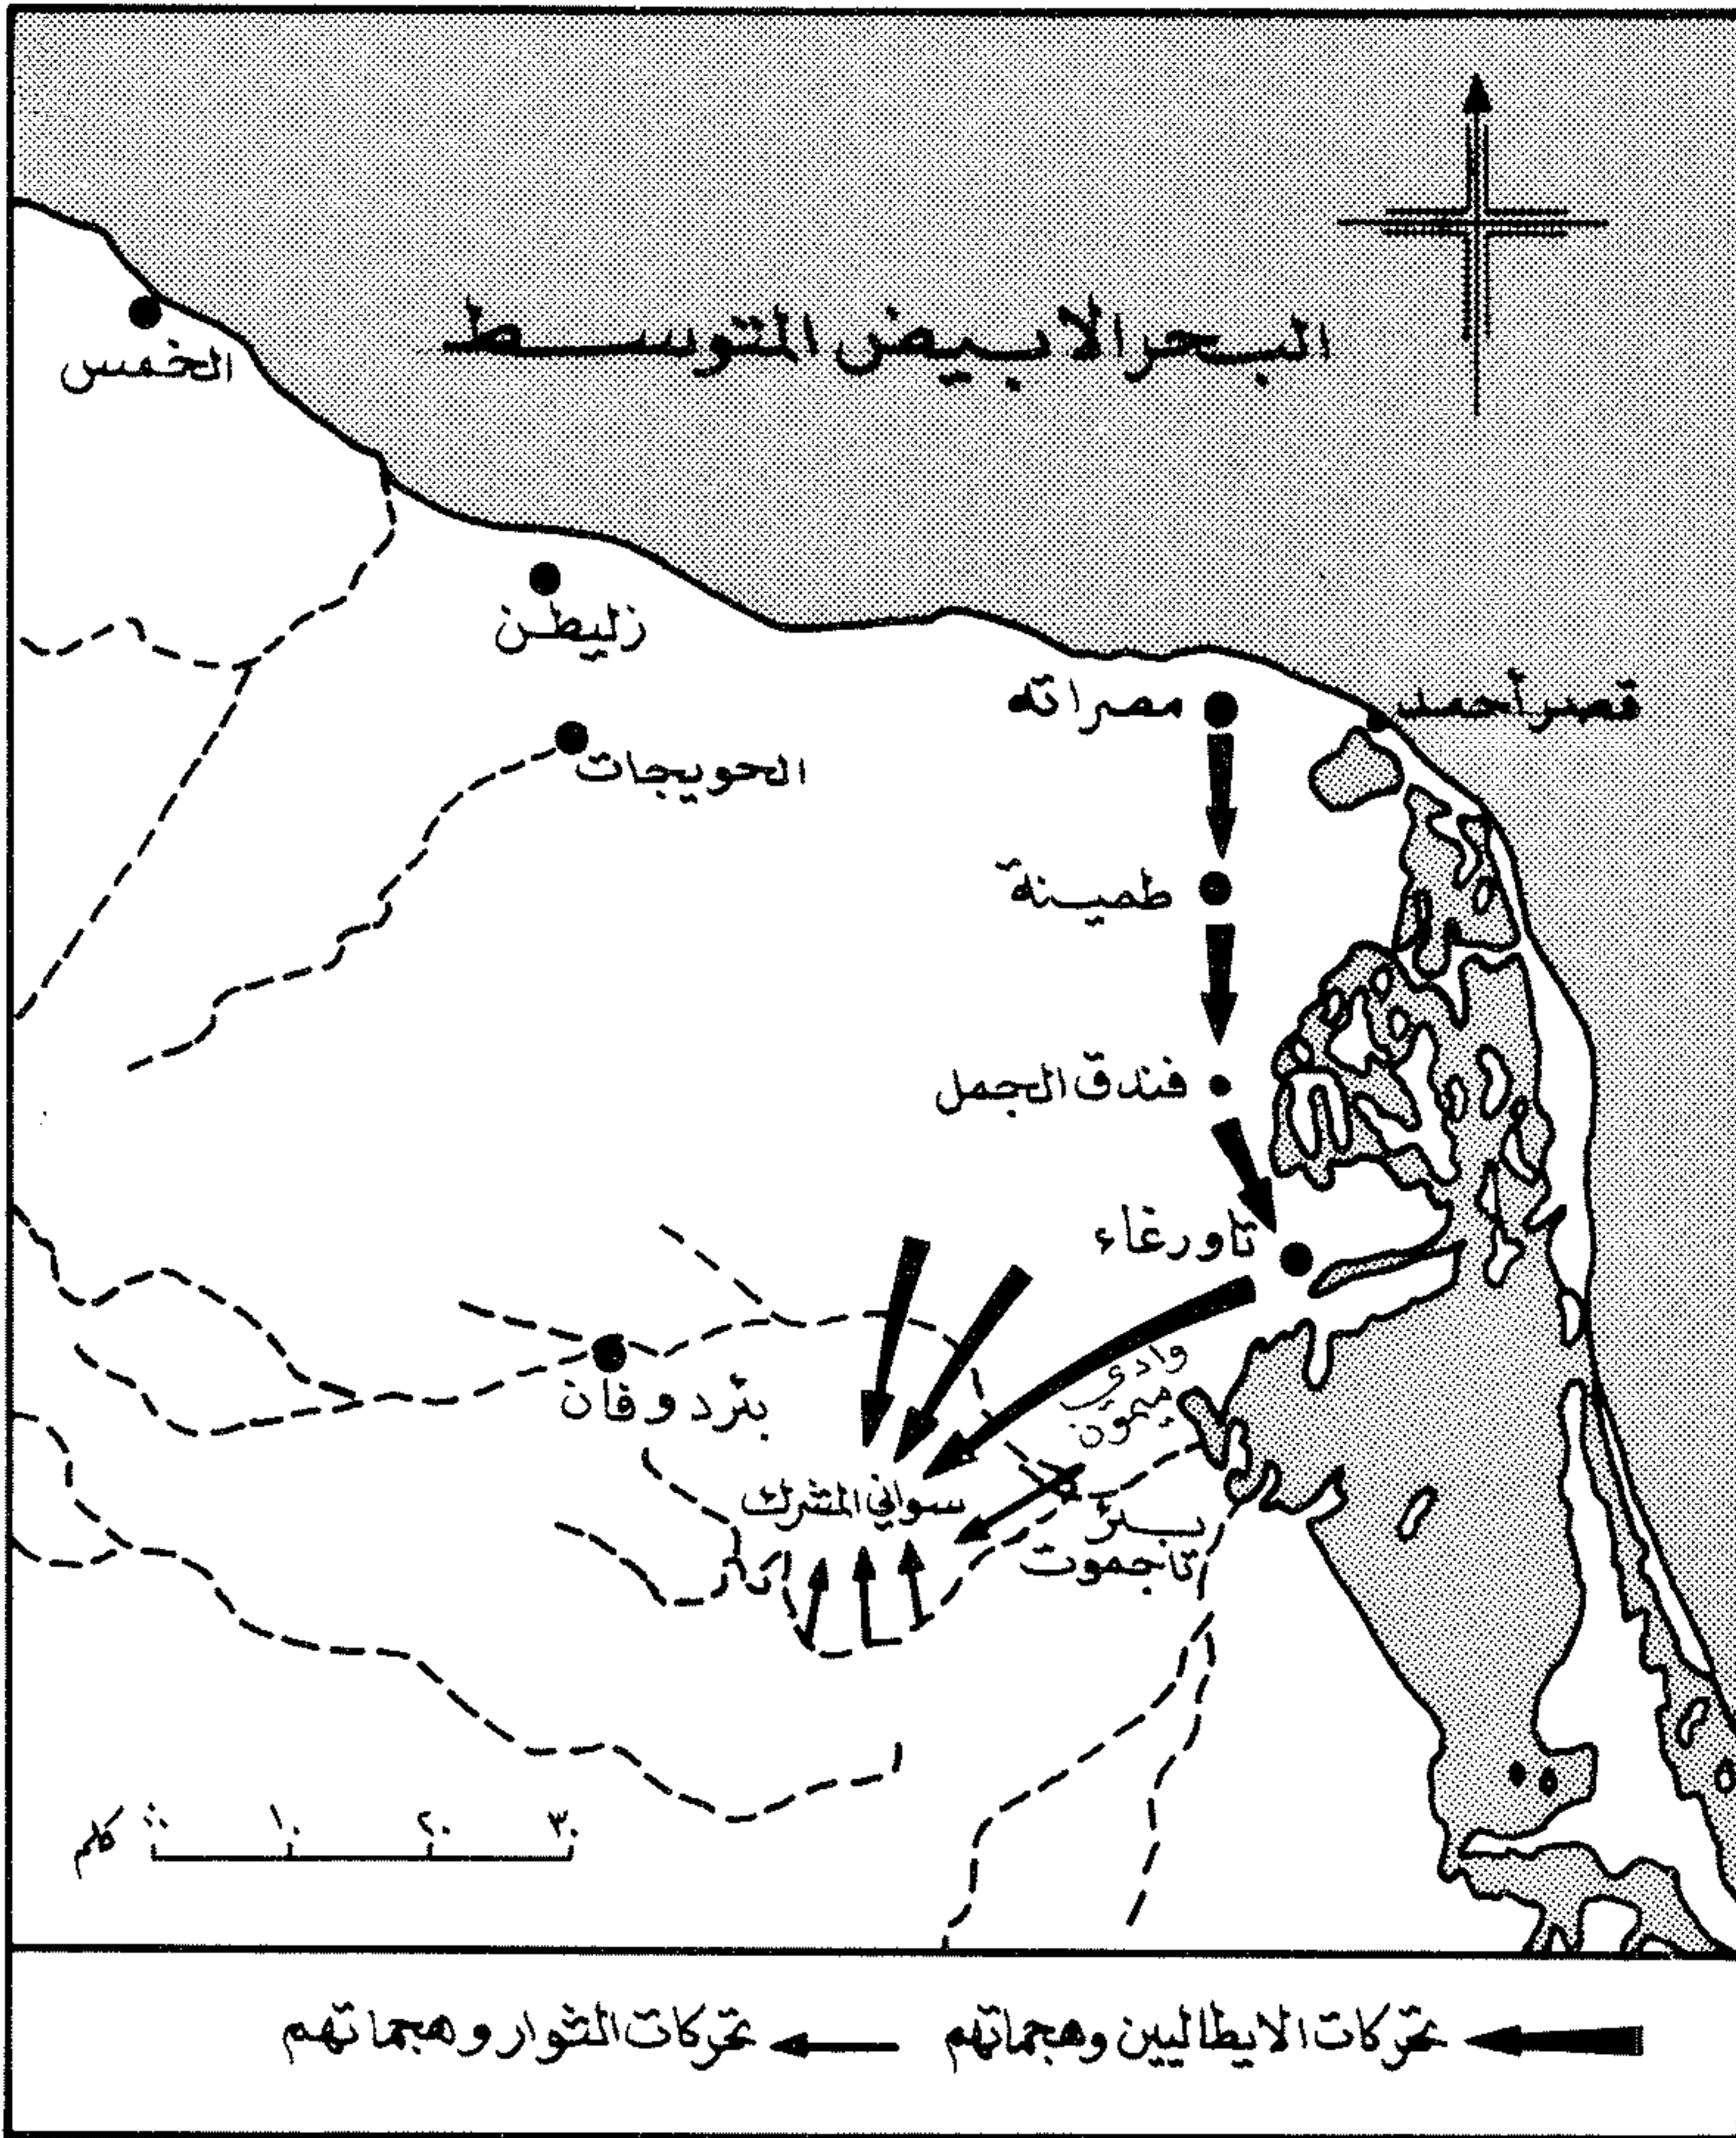 البحر الابيض المتوسط
الخمس
زليطن
قصر أحمد
مصراته
الحويجات
طمينة
فندق الجمل
تاورغاء
وادي
ميمون
بئر دوفان
سواني المشرك
بئر
تاجموت
كلم ٠ ١٠ ٢٠ ٣٠
تحركات الايطاليين وهجماتهم
تحركات الثوار وهجماتهم